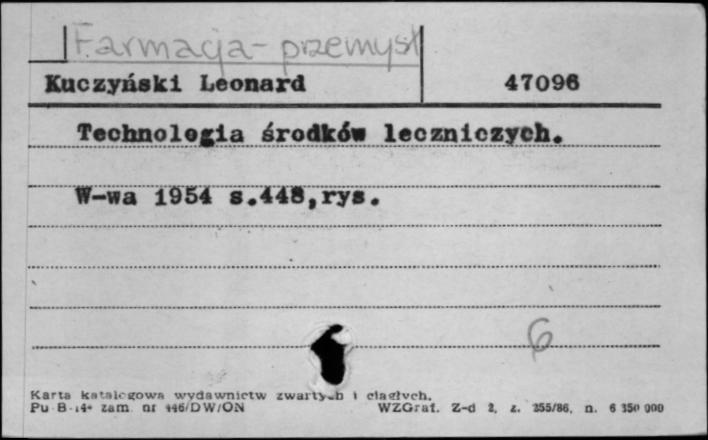 Farmacja - przemysł
Kuczyński Leonard 47096
Technologia środków leczniczych.
W-wa 1954 s.448,rys.
6
Karta katalogowa wydawnictw zwartych i ciągłych.
Pu-B-14 zam. nr 446/DW/ON WZGraf. Z-d 2, z. 255/86, n. 6 350 000